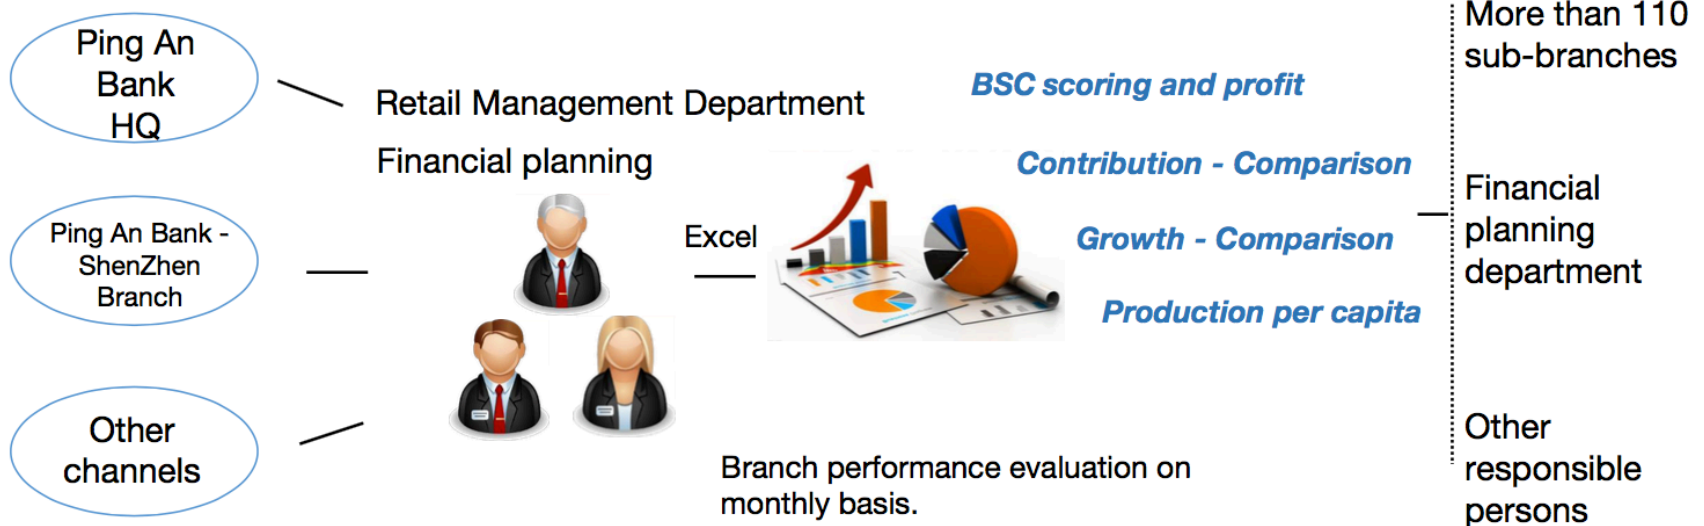 Ping An
Bank
HQ
Ping An Bank -
ShenZhen
Branch
Other
channels
Retail Management Department
Financial planning
Excel
BSC scoring and profit
Contribution - Comparison
Growth - Comparison
Production per capita
Branch performance evaluation on
monthly basis.
More than 110
sub-branches
Financial
planning
department
Other
responsible
persons